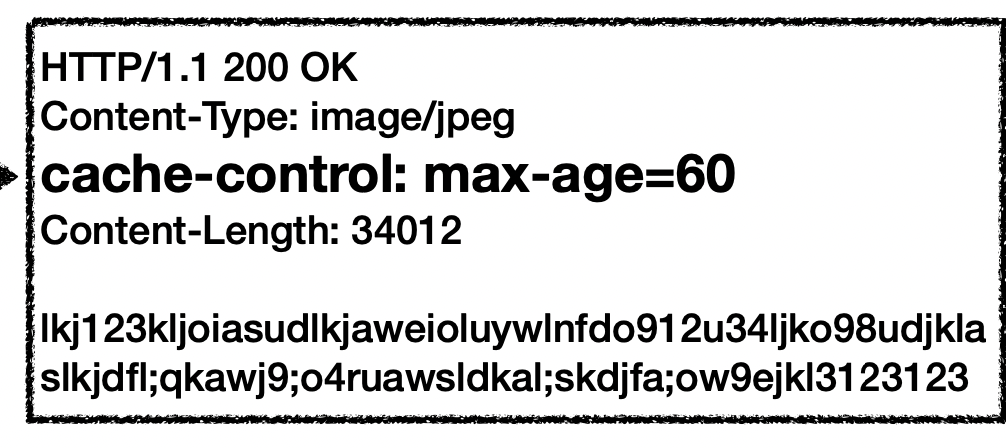 HTTP/1.1 200 OK
Content-Type: image/jpeg
cache-control: max-age=60
Content-Length: 34012
lkj123kljoiasudlkjaweioluywlnfdo912u34ljko98udjkla
slkjdfl;qkawj9;o4ruawsldkal;skdjfa;ow9ejkl3123123